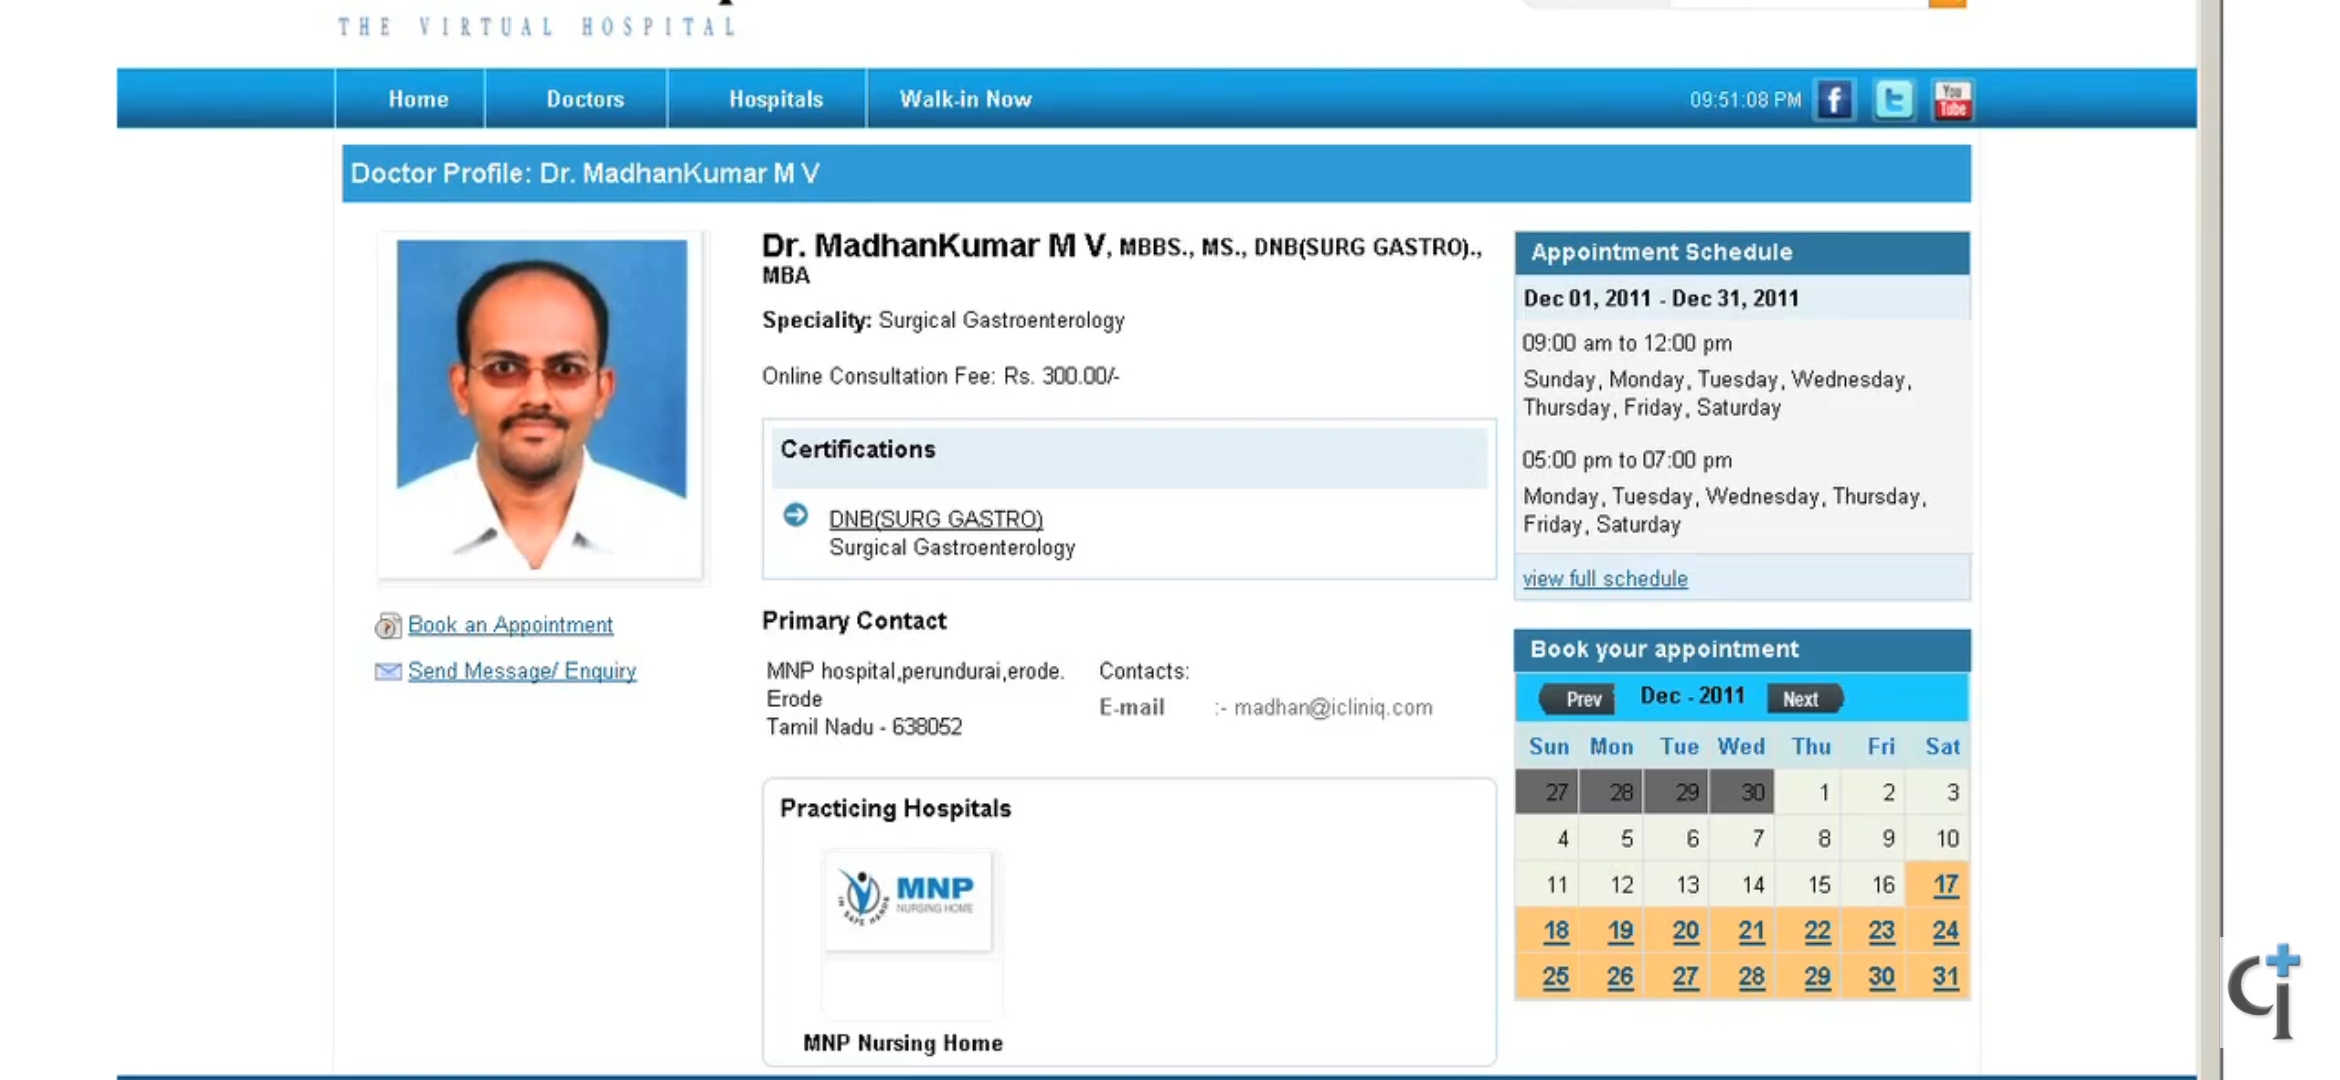 THE VIRTUAL HOSPITAL
Home
Doctors
Hospitals
Walk-in Now
09:51:08 PM
f
t
You
Tube
Doctor Profile: Dr. MadhanKumar M V
Dr. MadhanKumar M V, MBBS., MS., DNB(SURG GASTRO).,
MBA
Speciality: Surgical Gastroenterology
Online Consultation Fee: Rs. 300.00/-
Certifications
DNB(SURG GASTRO)
Surgical Gastroenterology
Book an Appointment
Send Message/ Enquiry
Primary Contact
MNP hospital,perundurai,erode.
Erode
Tamil Nadu - 638052
Contacts:
E-mail :- madhan@icliniq.com
Practicing Hospitals
MNP
NURSING HOME
IN SAFE HANDS
MNP Nursing Home
Appointment Schedule
Dec 01, 2011 - Dec 31, 2011
09:00 am to 12:00 pm
Sunday, Monday, Tuesday, Wednesday,
Thursday, Friday, Saturday
05:00 pm to 07:00 pm
Monday, Tuesday, Wednesday, Thursday,
Friday, Saturday
view full schedule
Book your appointment
Prev Dec - 2011 Next
Sun Mon Tue Wed Thu Fri Sat
27 28 29 30 1 2 3
4 5 6 7 8 9 10
11 12 13 14 15 16 17
18 19 20 21 22 23 24
25 26 27 28 29 30 31
ci